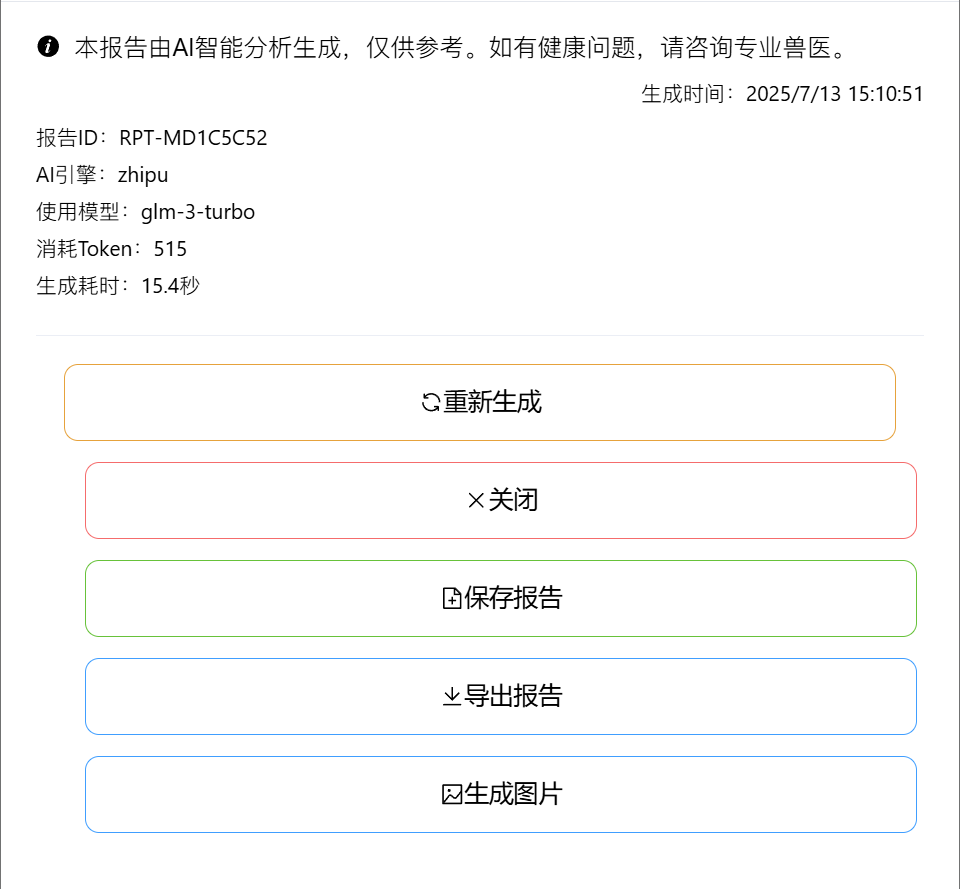 本报告由AI智能分析生成，仅供参考。如有健康问题，请咨询专业兽医。
生成时间：2025/7/13 15:10:51
报告ID：RPT-MD1C5C52
AI引擎：zhipu
使用模型：glm-3-turbo
消耗Token：515
生成耗时：15.4秒
重新生成
关闭
保存报告
导出报告
生成图片